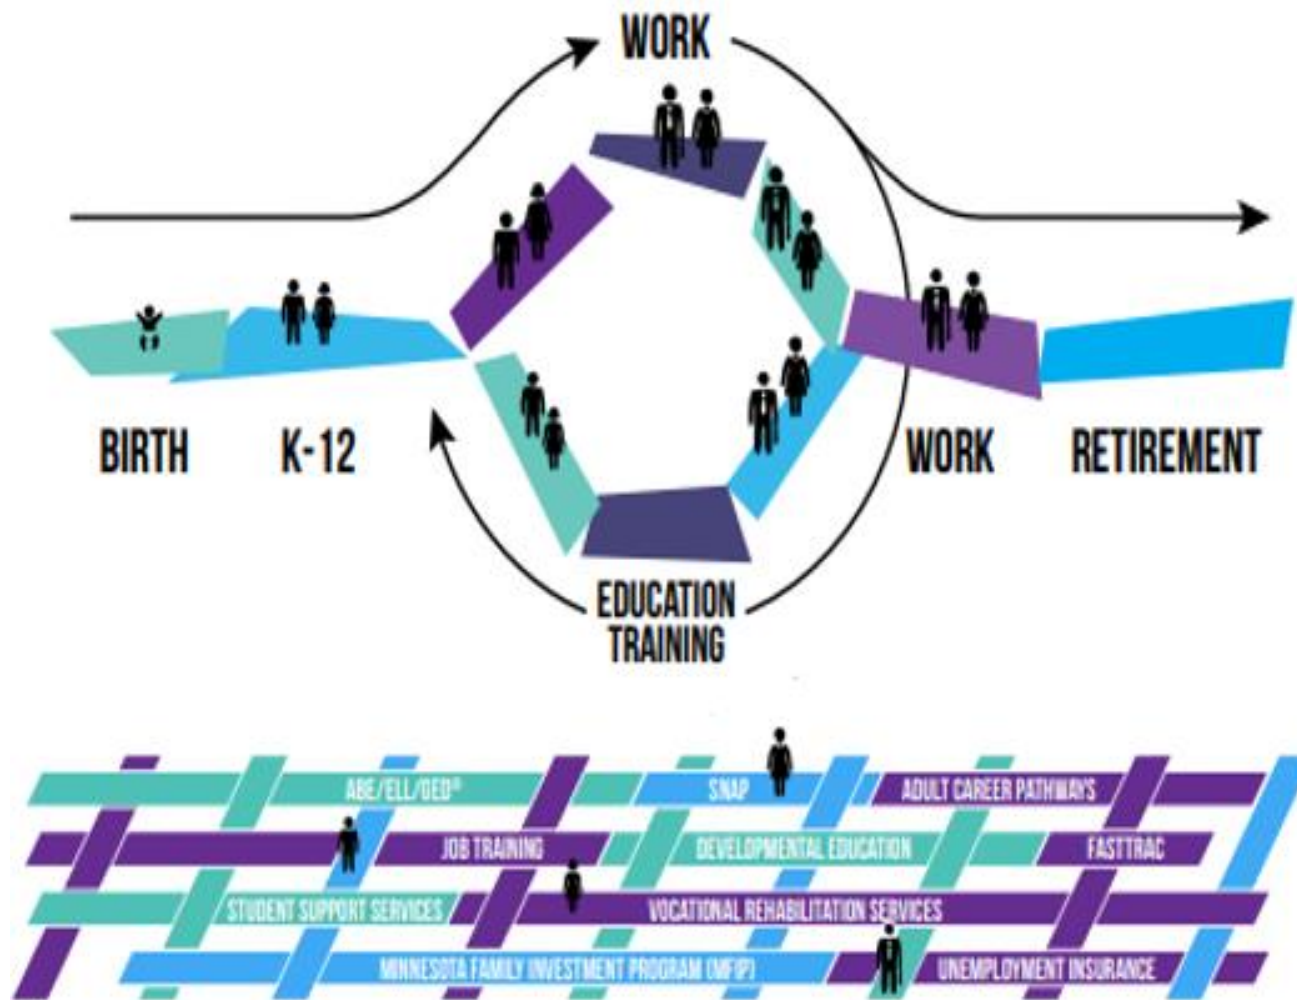 WORK
BIRTH
K-12
WORK
RETIREMENT
EDUCATION
TRAINING
ABE/ELL/GED®
SNAP
ADULT CAREER PATHWAYS
JOB TRAINING
DEVELOPMENTAL EDUCATION
FASTTRAC
STUDENT SUPPORT SERVICES
VOCATIONAL REHABILITATION SERVICES
MINNESOTA FAMILY INVESTMENT PROGRAM (MFIP)
UNEMPLOYMENT INSURANCE